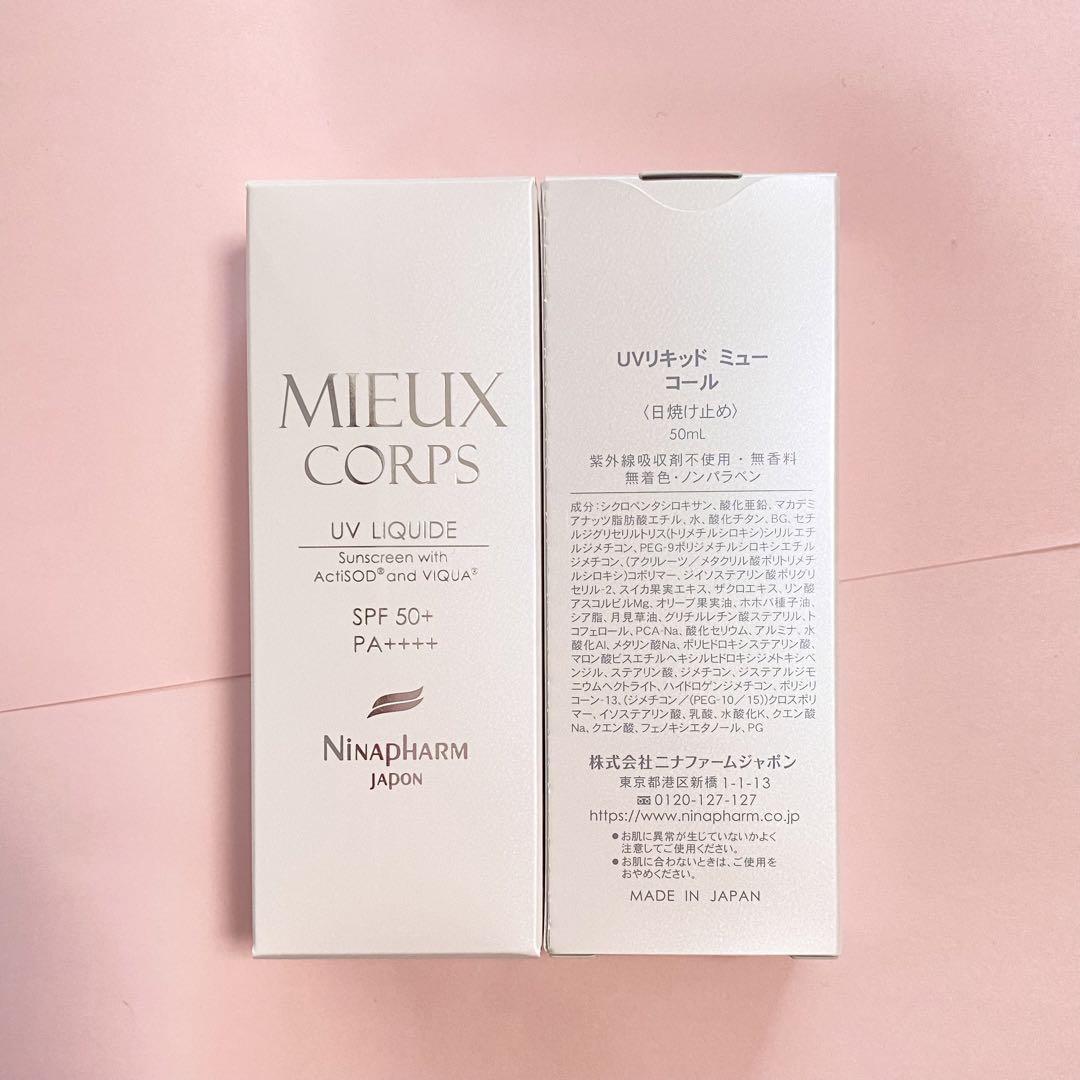 MIEUX
CORPS
UV LIQUIDE
Sunscreen with
ActiSOD® and VIQUA®
SPF 50+
PA++++
NINAPHARM
JAPON
UVリキッド ミュー
コール
〈日焼け止め〉
50mL
紫外線吸収剤不使用・無香料
無着色・ノンパラベン
成分：シクロペンタシロキサン、酸化亜鉛、マカデミ
アナッツ脂肪酸エチル、水、酸化チタン、BG、セチ
ルジグリセリルトリス(トリメチルシロキシ)シリルエチ
ルジメチコン、PEG-9ポリジメチルシロキシエチル
ジメチコン、(アクリレーツ／メタクリル酸ポリトリメチ
ルシロキシ)コポリマー、ジイソステアリン酸ポリグリ
セリル-2、スイカ果実エキス、ザクロエキス、リン酸
アスコルビルMg、オリーブ果実油、ホホバ種子油、
シア脂、月見草油、グリチルレチン酸ステアリル、ト
コフェロール、PCA-Na、酸化セリウム、アルミナ、水
酸化Al、メタリン酸Na、ポリヒドロキシステアリン酸、
マロン酸ビスエチルヘキシルヒドロキシジメトキシベ
ンジル、ステアリン酸、ジメチコン、ジステアルジモ
ニウムヘクトライト、ハイドロゲンジメチコン、ポリシリ
コーン-13、(ジメチコン／(PEG-10／15))クロスポリ
マー、イソステアリン酸、乳酸、水酸化K、クエン酸
Na、クエン酸、フェノキシエタノール、PG
株式会社ニナファームジャポン
東京都港区新橋1-1-13
0120-127-127
https://www.ninapharm.co.jp
●お肌に異常が生じていないかよく
注意してご使用ください。
●お肌に合わないときは、ご使用を
おやめください。
MADE IN JAPAN